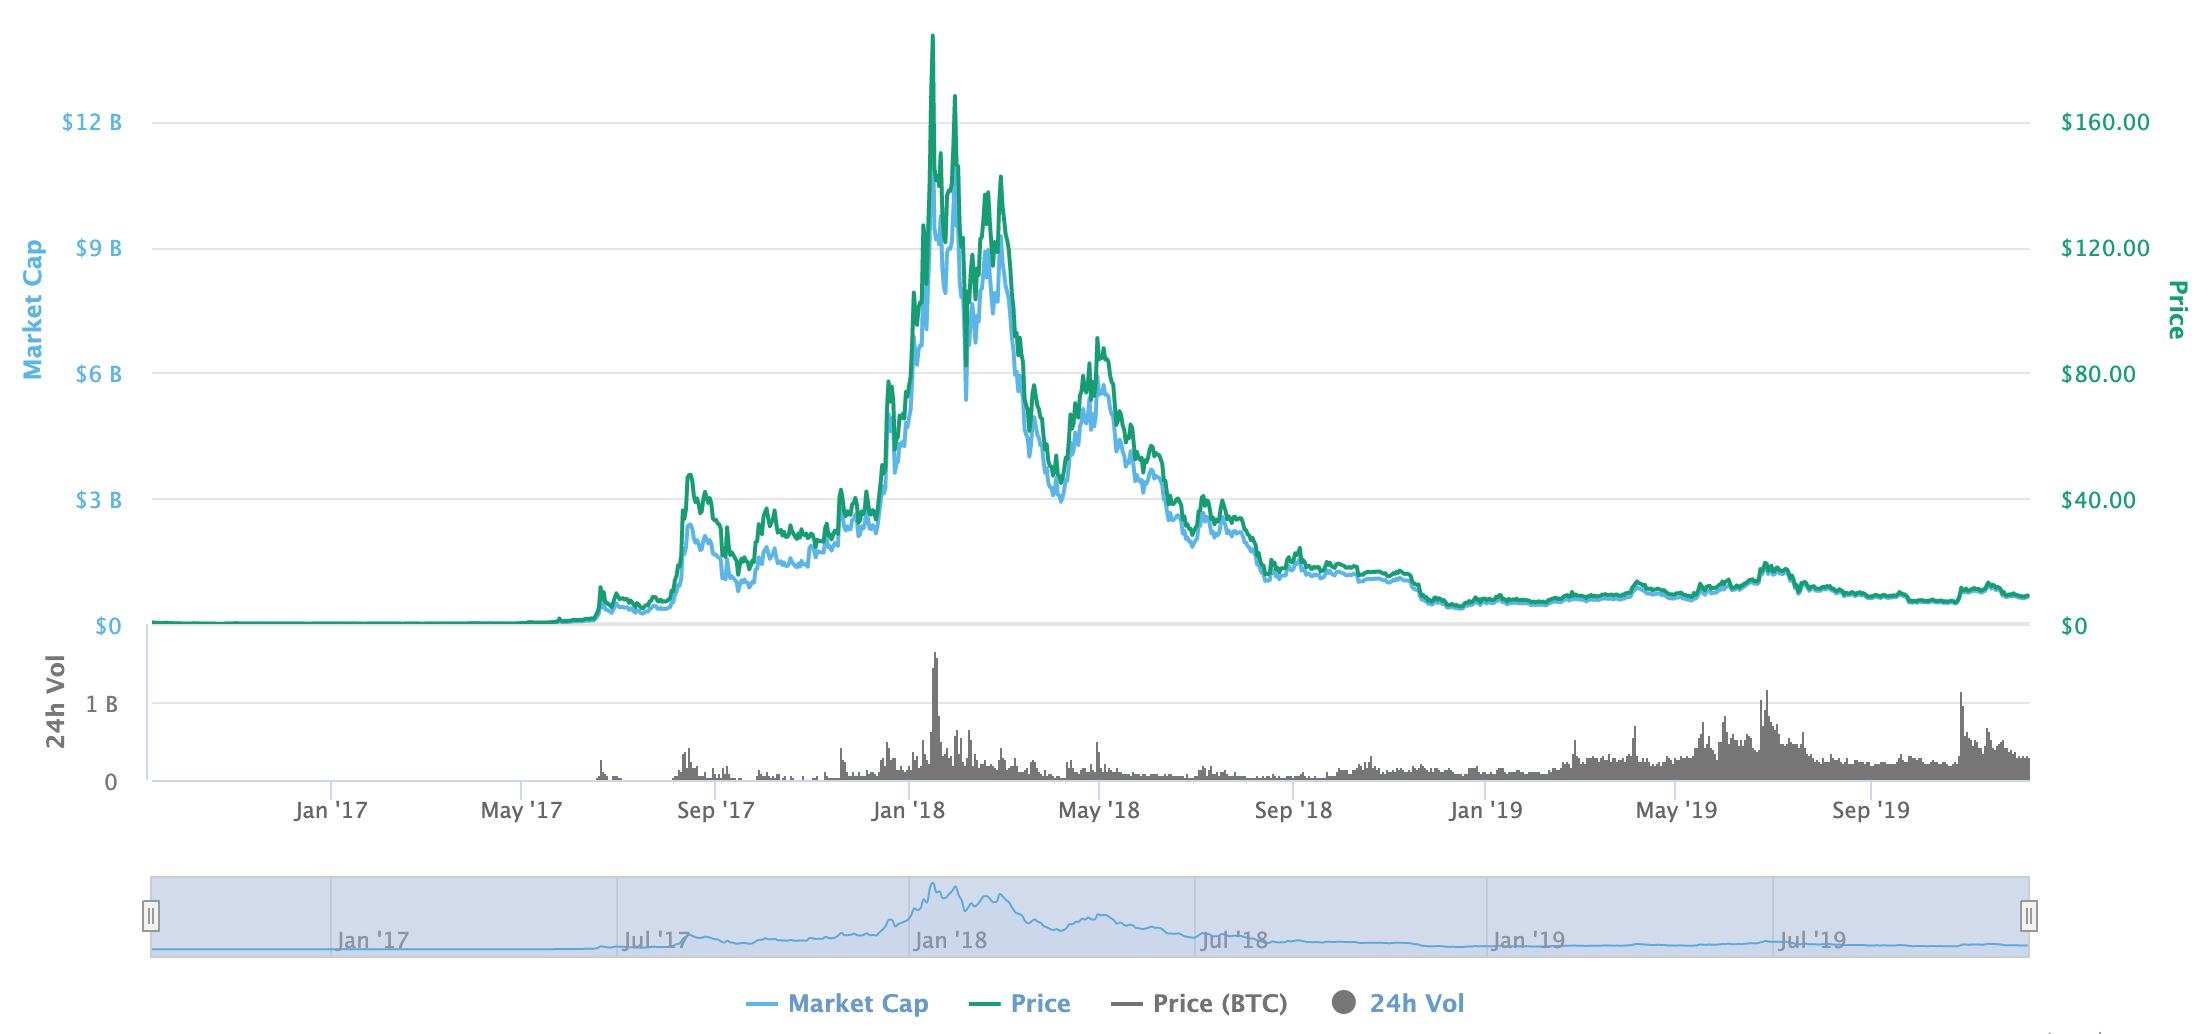 $12 B
$9 B
$6 B
$3 B
$0
Market Cap
$160.00
$120.00
$80.00
$40.00
$0
Price
24h Vol
1 B
0
Jan '17 May '17 Sep '17 Jan '18 May '18 Sep '18 Jan '19 May '19 Sep '19
Jan '17 Jul '17 Jan '18 Jul '18 Jan '19 Jul '19
Market Cap Price Price (BTC) 24h Vol